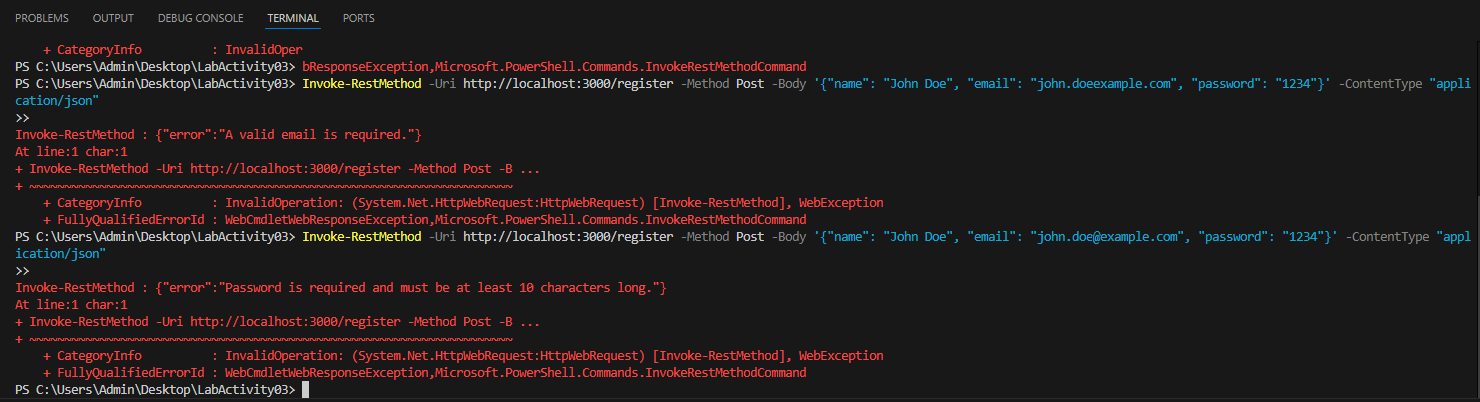 PROBLEMS OUTPUT DEBUG CONSOLE TERMINAL PORTS
+ CategoryInfo : InvalidOper
PS C:\Users\Admin\Desktop\LabActivity03> bResponseException,Microsoft.PowerShell.Commands.InvokeRestMethodCommand
PS C:\Users\Admin\Desktop\LabActivity03> Invoke-RestMethod -Uri http://localhost:3000/register -Method Post -Body '{"name": "John Doe", "email": "john.doeexample.com", "password": "1234"}' -ContentType "appli
cation/json"
>>
Invoke-RestMethod : {"error":"A valid email is required."}
At line:1 char:1
+ Invoke-RestMethod -Uri http://localhost:3000/register -Method Post -B ...
+ ~~~~~~~~~~~~~~~~~~~~~~~~~~~~~~~~~~~~~~~~~~~~~~~~~~~~~~~~~~~~~~~~~~~~~
+ CategoryInfo : InvalidOperation: (System.Net.HttpWebRequest:HttpWebRequest) [Invoke-RestMethod], WebException
+ FullyQualifiedErrorId : WebCmdletWebResponseException,Microsoft.PowerShell.Commands.InvokeRestMethodCommand
PS C:\Users\Admin\Desktop\LabActivity03> Invoke-RestMethod -Uri http://localhost:3000/register -Method Post -Body '{"name": "John Doe", "email": "john.doe@example.com", "password": "1234"}' -ContentType "appl
ication/json"
>>
Invoke-RestMethod : {"error":"Password is required and must be at least 10 characters long."}
At line:1 char:1
+ Invoke-RestMethod -Uri http://localhost:3000/register -Method Post -B ...
+ ~~~~~~~~~~~~~~~~~~~~~~~~~~~~~~~~~~~~~~~~~~~~~~~~~~~~~~~~~~~~~~~~~~~~~
+ CategoryInfo : InvalidOperation: (System.Net.HttpWebRequest:HttpWebRequest) [Invoke-RestMethod], WebException
+ FullyQualifiedErrorId : WebCmdletWebResponseException,Microsoft.PowerShell.Commands.InvokeRestMethodCommand
PS C:\Users\Admin\Desktop\LabActivity03>